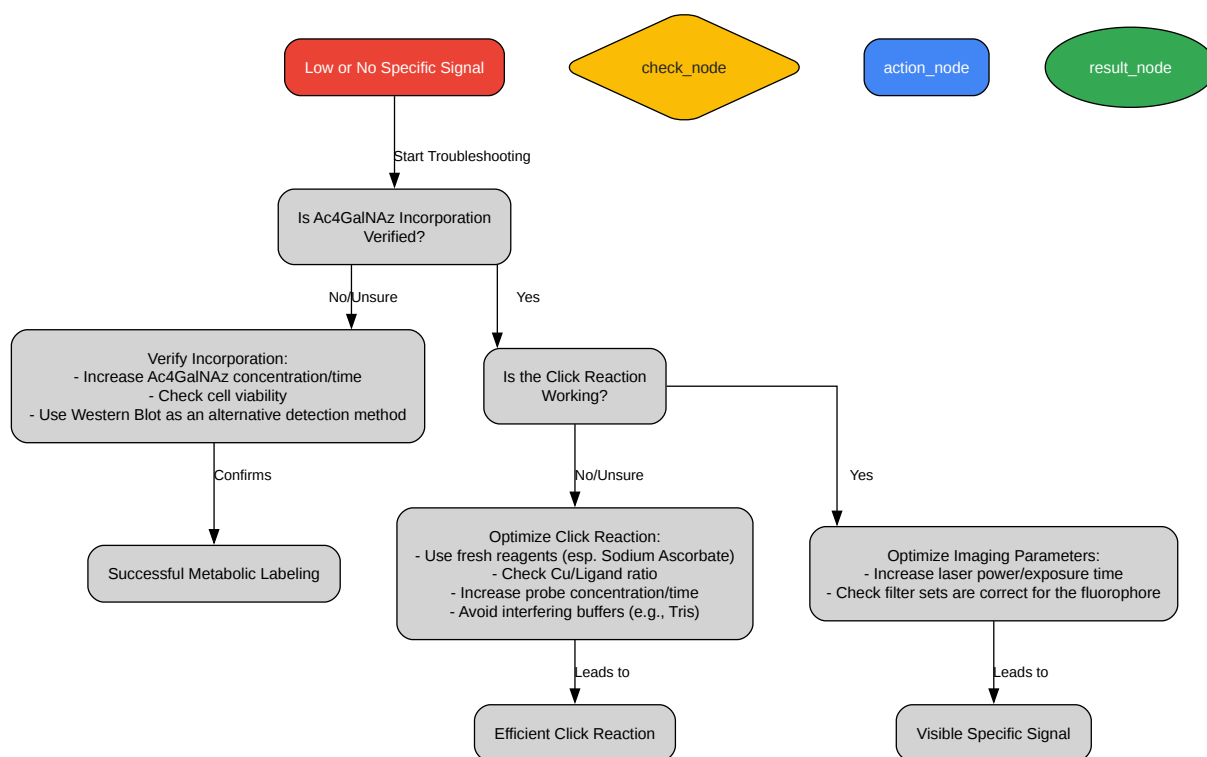 Low or No Specific Signal
check_node
action_node
result_node
Start Troubleshooting
Is Ac4GalNAz Incorporation
Verified?
No/Unsure
Yes
Verify Incorporation:
- Increase Ac4GalNAz concentration/time
- Check cell viability
- Use Western Blot as an alternative detection method
Is the Click Reaction
Working?
Confirms
No/Unsure
Yes
Successful Metabolic Labeling
Optimize Click Reaction:
- Use fresh reagents (esp. Sodium Ascorbate)
- Check Cu/Ligand ratio
- Increase probe concentration/time
- Avoid interfering buffers (e.g., Tris)
Optimize Imaging Parameters:
- Increase laser power/exposure time
- Check filter sets are correct for the fluorophore
Leads to
Leads to
Efficient Click Reaction
Visible Specific Signal